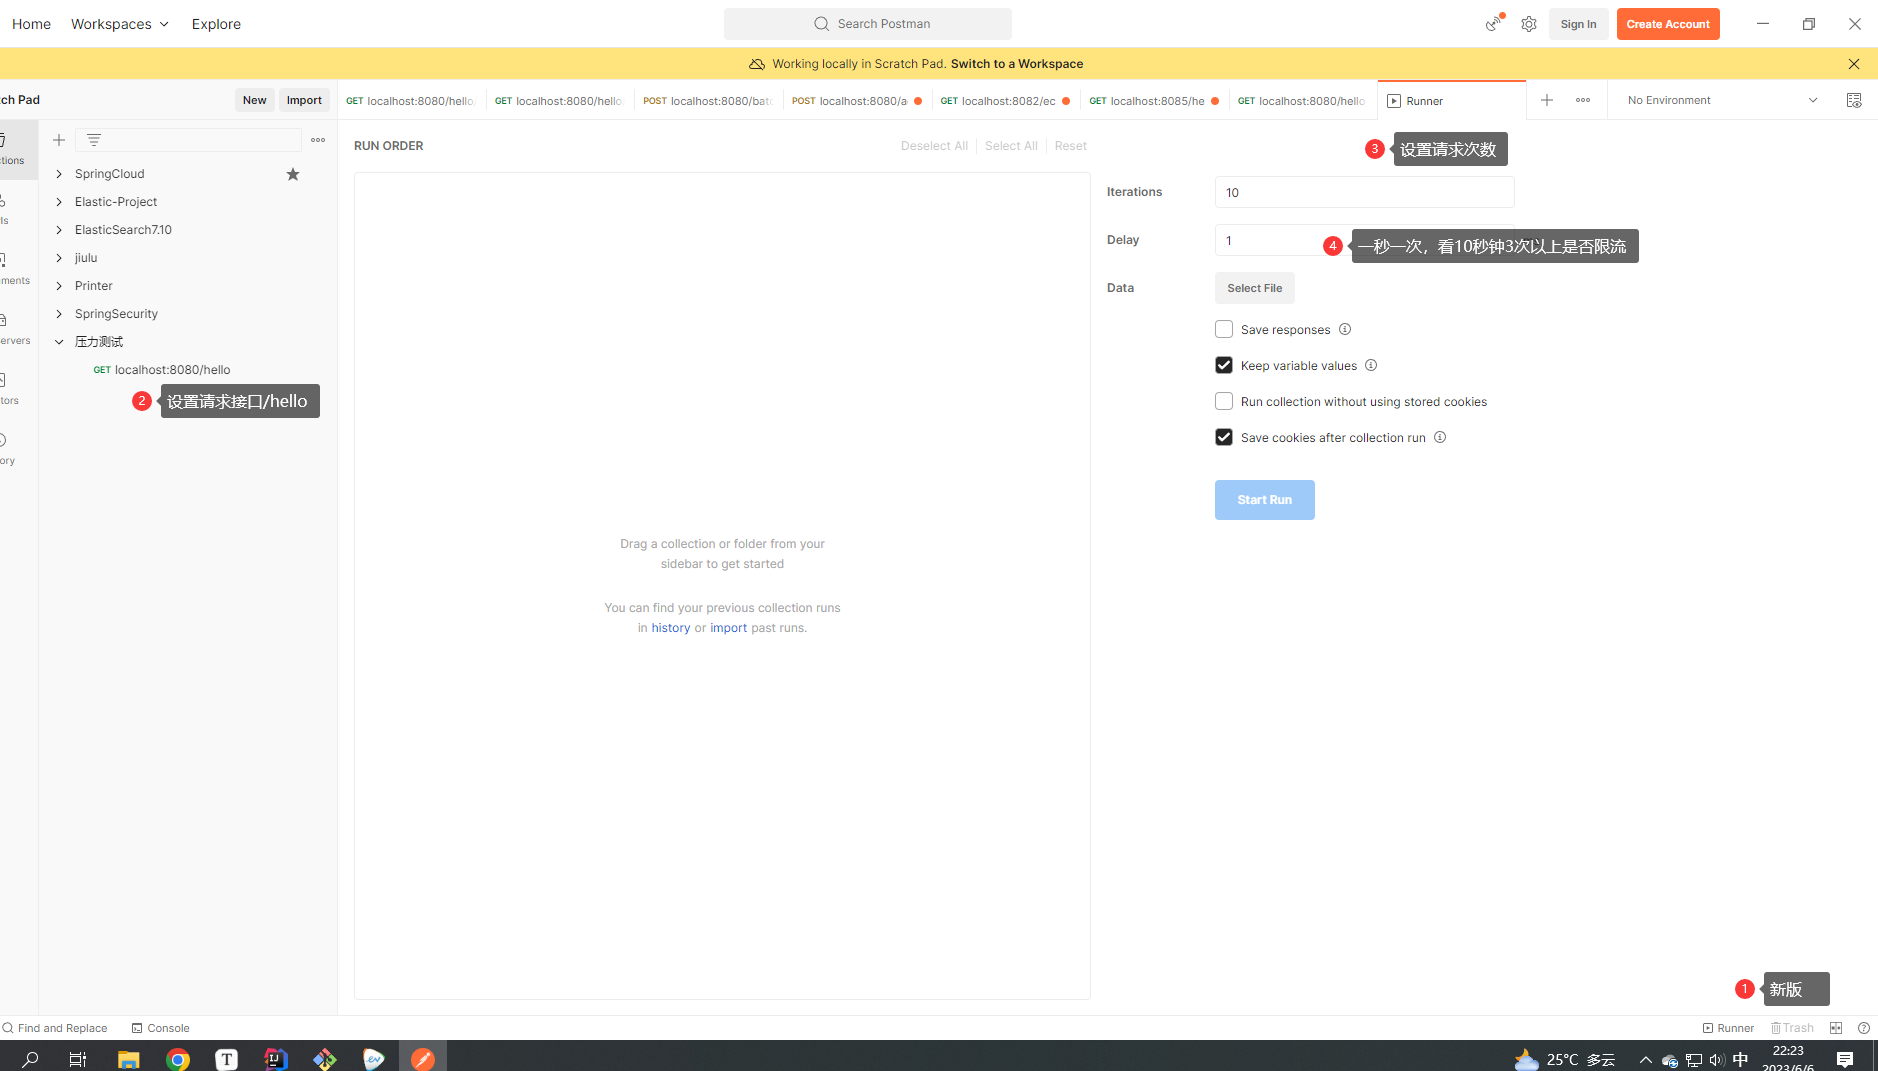 Home Workspaces Explore Search Postman Sign In Create Account
Working locally in Scratch Pad. Switch to a Workspace
ch Pad New Import
GET localhost:8080/hello GET localhost:8080/hello POST localhost:8080/bat POST localhost:8080/a GET localhost:8082/ec GET localhost:8085/he GET localhost:8080/hello Runner No Environment
tions
ls
ments
ervers
tors
ory
SpringCloud
Elastic-Project
ElasticSearch7.10
jiulu
Printer
SpringSecurity
压力测试
GET localhost:8080/hello
2 设置请求接口/hello
RUN ORDER Deselect All Select All Reset
Drag a collection or folder from your
sidebar to get started
You can find your previous collection runs
in history or import past runs.
3 设置请求次数
Iterations 10
Delay 1
4 一秒一次，看10秒钟3次以上是否限流
Data Select File
Save responses
Keep variable values
Run collection without using stored cookies
Save cookies after collection run
Start Run
1 新版
Find and Replace Console Runner Trash
25°C 多云 中 22:23
2023/6/6